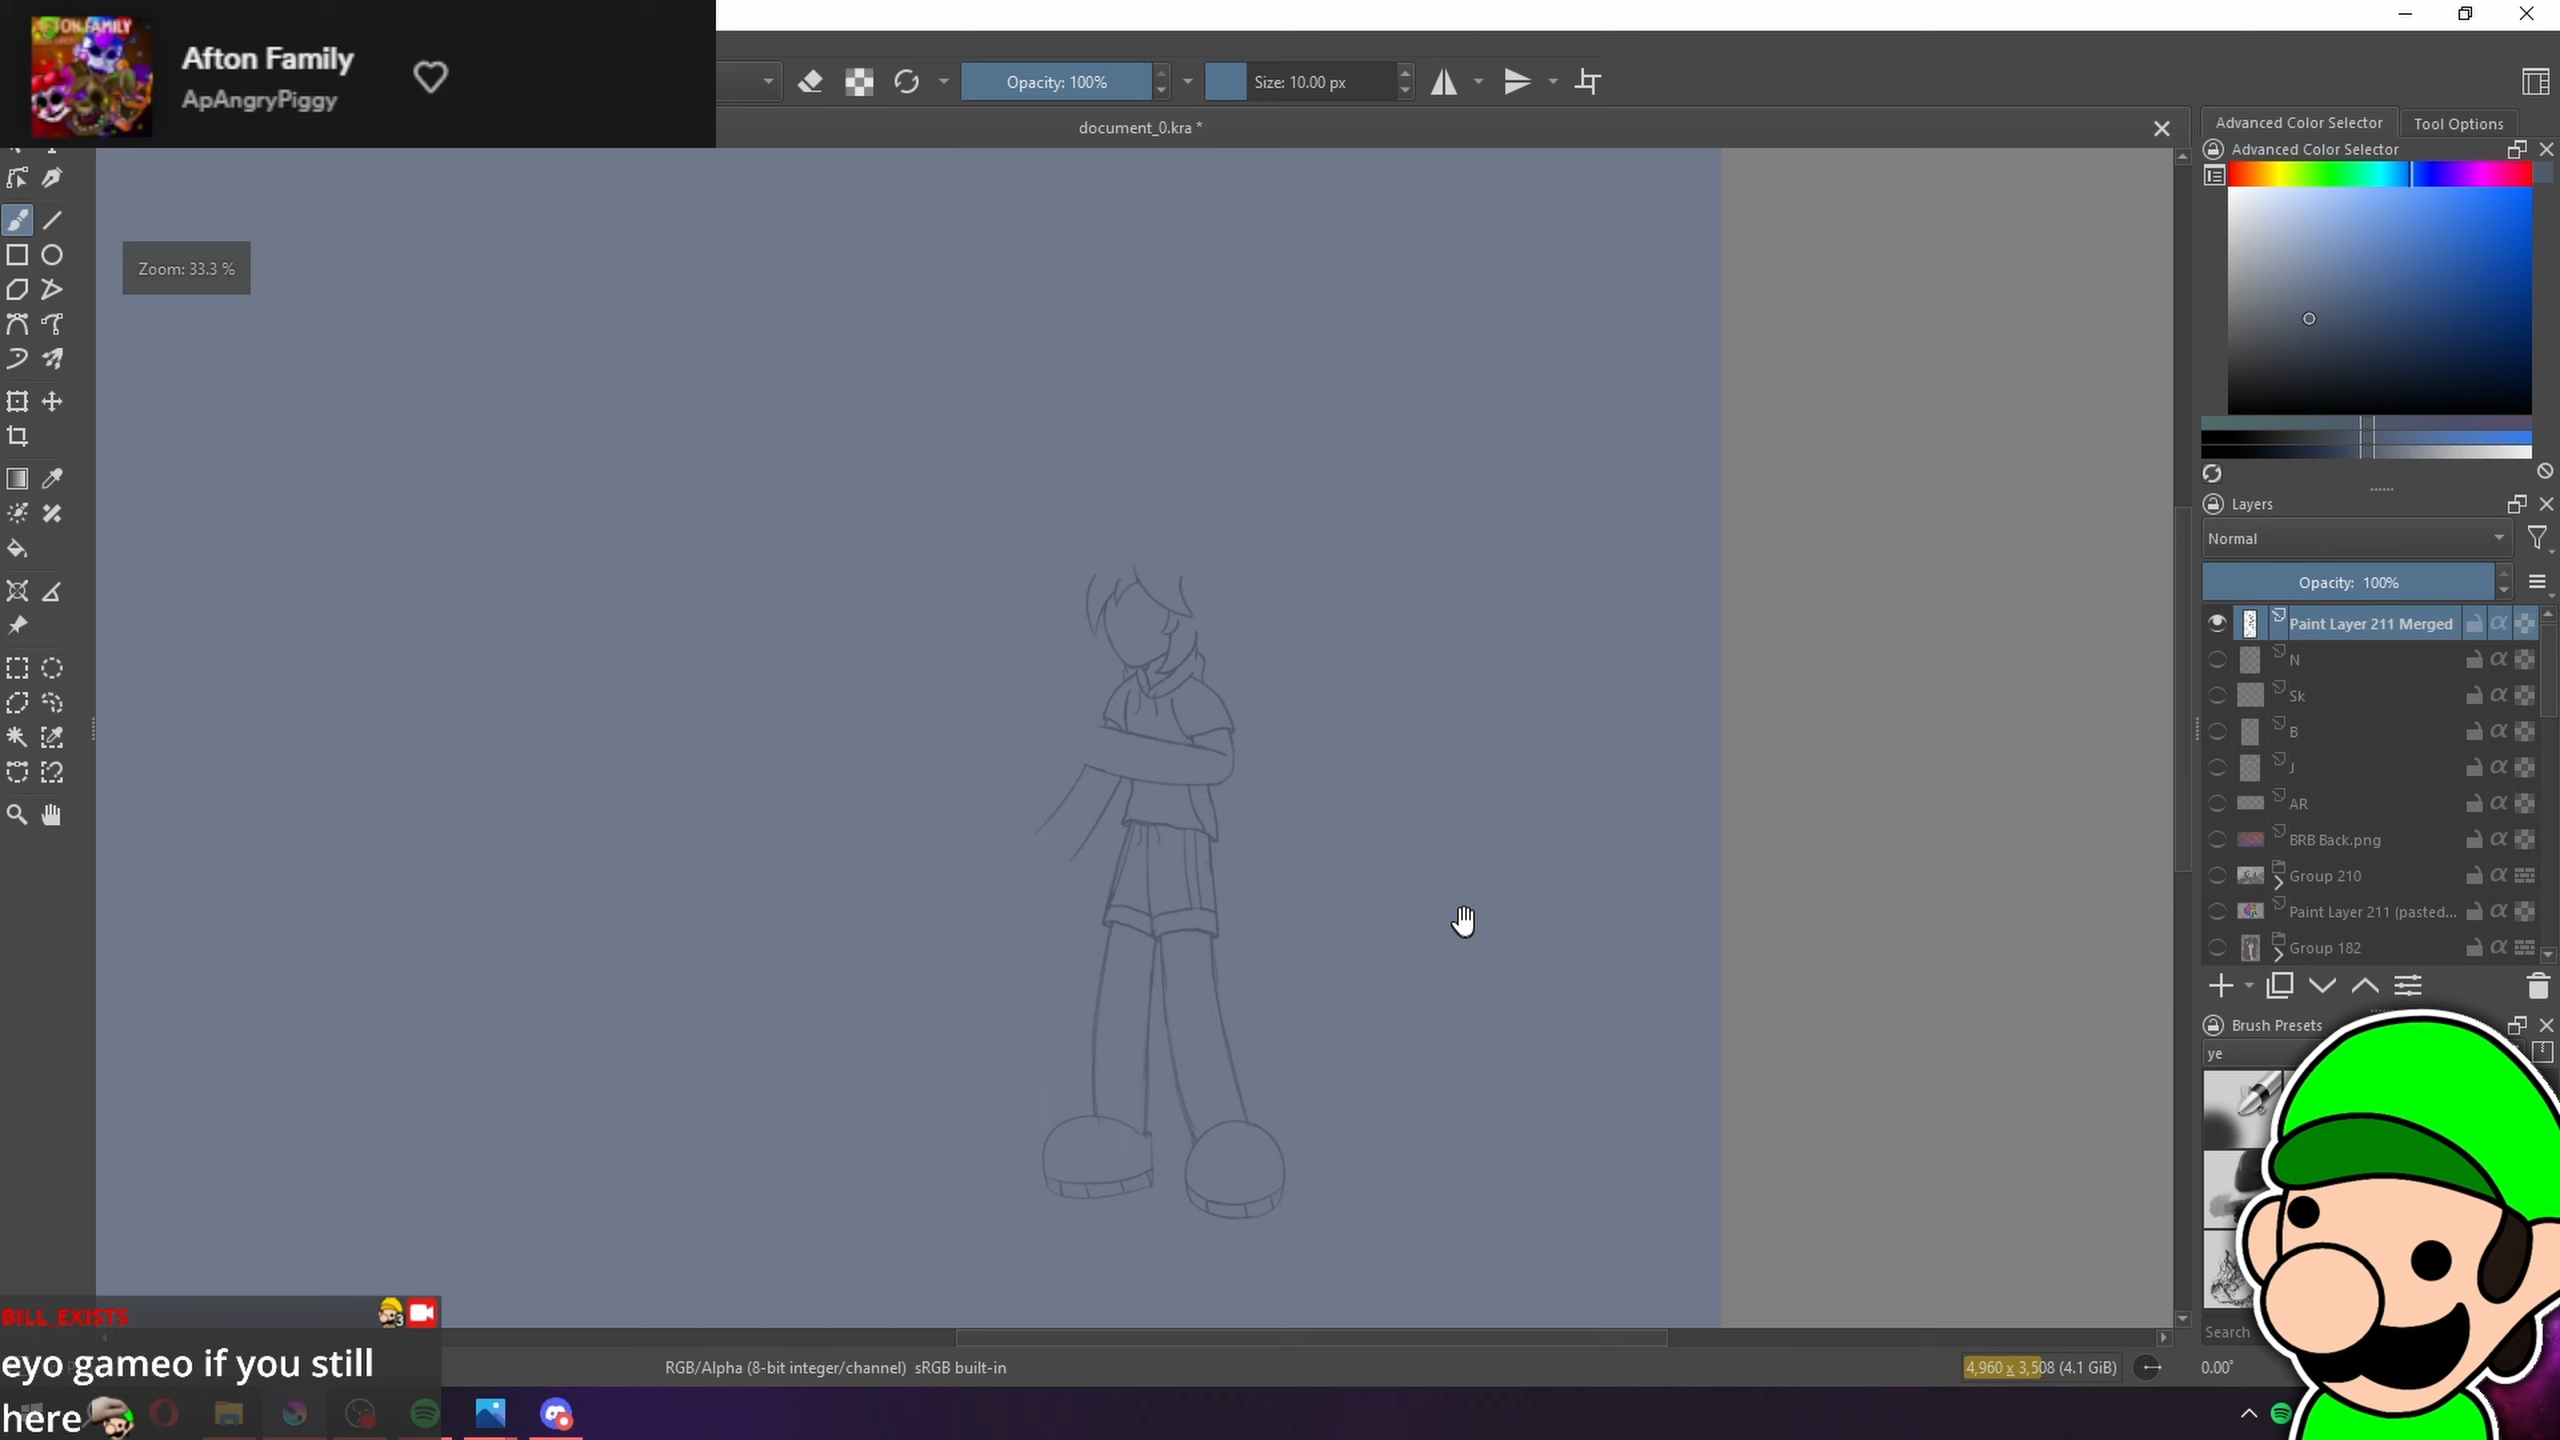 AFTON FAMILY
Afton Family
ApAngryPiggy
Opacity: 100%
Size: 10.00 px
document_0.kra *
Advanced Color Selector
Tool Options
Advanced Color Selector
Zoom: 33.3 %
Layers
Normal
Opacity: 100%
Paint Layer 211 Merged
N
Sk
B
J
AR
BRB Back.png
Group 210
Paint Layer 211 (pasted...
Group 182
Brush Presets
ye
Search
BILL_EXISTS
3
eyo gameo if you still
here
RGB/Alpha (8-bit integer/channel) sRGB built-in
4,960 x 3,508 (4.1 GiB)
0.00°